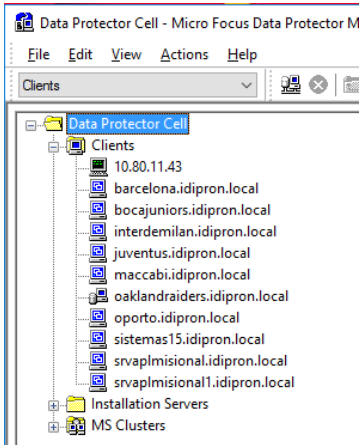 Data Protector Cell - Micro Focus Data Protector M
File Edit View Actions Help
Clients
Data Protector Cell
Clients
10.80.11.43
barcelona.idipron.local
bocajuniors.idipron.local
interdemilan.idipron.local
juventus.idipron.local
maccabi.idipron.local
oaklandraiders.idipron.local
oporto.idipron.local
sistemas15.idipron.local
srvaplmisional.idipron.local
srvaplmisional1.idipron.local
Installation Servers
MS Clusters